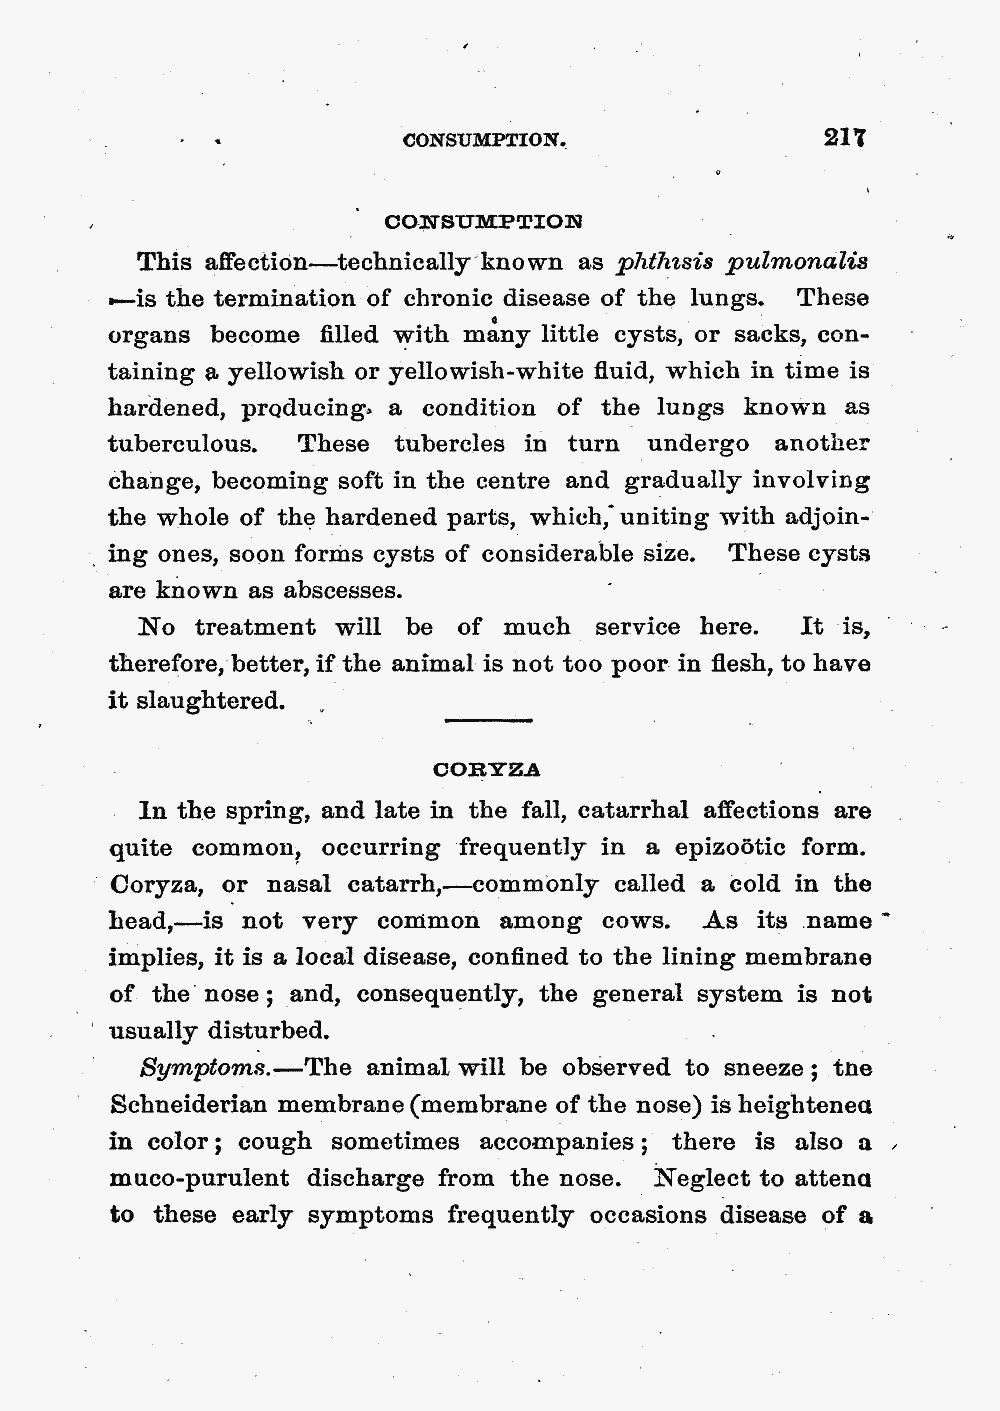 CONSUMPTION. 217
CONSUMPTION
This affection—technically known as phthisis pulmonalis
—is the termination of chronic disease of the lungs. These
organs become filled with many little cysts, or sacks, con-
taining a yellowish or yellowish-white fluid, which in time is
hardened, producing a condition of the lungs known as
tuberculous. These tubercles in turn undergo another
change, becoming soft in the centre and gradually involving
the whole of the hardened parts, which, uniting with adjoin-
ing ones, soon forms cysts of considerable size. These cysts
are known as abscesses.
No treatment will be of much service here. It is,
therefore, better, if the animal is not too poor in flesh, to have
it slaughtered.
CORYZA
In the spring, and late in the fall, catarrhal affections are
quite common, occurring frequently in a epizoötic form.
Coryza, or nasal catarrh,—commonly called a cold in the
head,—is not very common among cows. As its name
implies, it is a local disease, confined to the lining membrane
of the nose; and, consequently, the general system is not
usually disturbed.
Symptoms.—The animal will be observed to sneeze; the
Schneiderian membrane (membrane of the nose) is heightened
in color; cough sometimes accompanies; there is also a
muco-purulent discharge from the nose. Neglect to attend
to these early symptoms frequently occasions disease of a